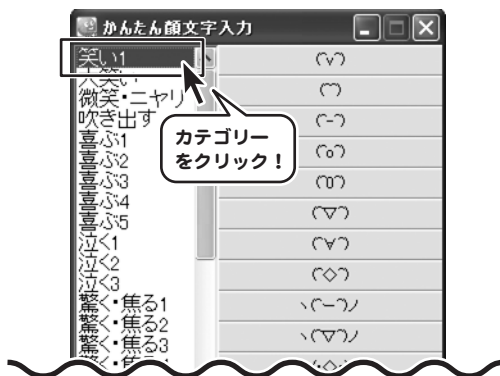 かんたん顔文字入力
笑い1
微笑・ニヤリ
吹き出す
喜ぶ1
喜ぶ2
喜ぶ3
喜ぶ4
喜ぶ5
泣く1
泣く2
泣く3
驚く・焦る1
驚く・焦る2
驚く・焦る3
カテゴリー
をクリック！
(^v^)
(^^)
(^-^)
(^o^)
(^0^)
(^▽^)
(^∀^)
(^◇^)
ヽ(^ー^)ノ
ヽ(^▽^)ノ